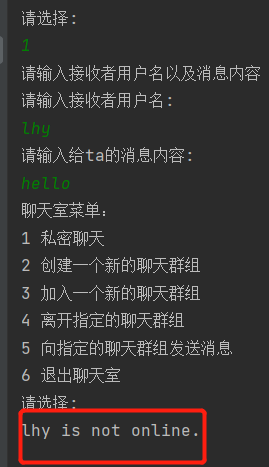 请选择:
1
请输入接收者用户名以及消息内容
请输入接收者用户名:
lhy
请输入给ta的消息内容:
hello
聊天室菜单:
1 私密聊天
2 创建一个新的聊天群组
3 加入一个新的聊天群组
4 离开指定的聊天群组
5 向指定的聊天群组发送消息
6 退出聊天室
请选择:
lhy is not online.